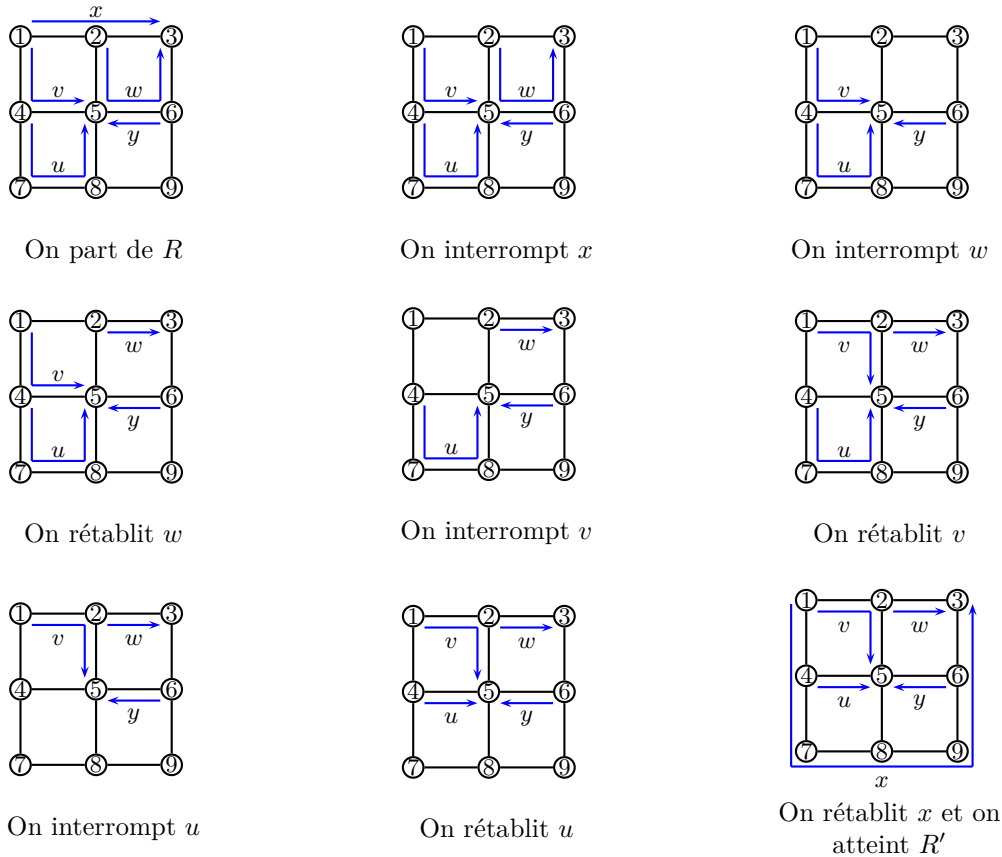 x
1 2 3
v w
4 5 6
y
u
7 8 9
On part de R
1 2 3
v w
4 5 6
y
u
7 8 9
On interrompt x
1 2 3
v
4 5 6
y
u
7 8 9
On interrompt w
1 2 3
w
v
4 5 6
y
u
7 8 9
On rétablit w
1 2 3
w
4 5 6
y
u
7 8 9
On interrompt v
1 2 3
v w
4 5 6
y
u
7 8 9
On rétablit v
1 2 3
v w
4 5 6
y
7 8 9
On interrompt u
1 2 3
v w
4 5 6
u y
7 8 9
On rétablit u
1 2 3
v w
4 5 6
u y
7 8 9
x
On rétablit x et on
atteint R′